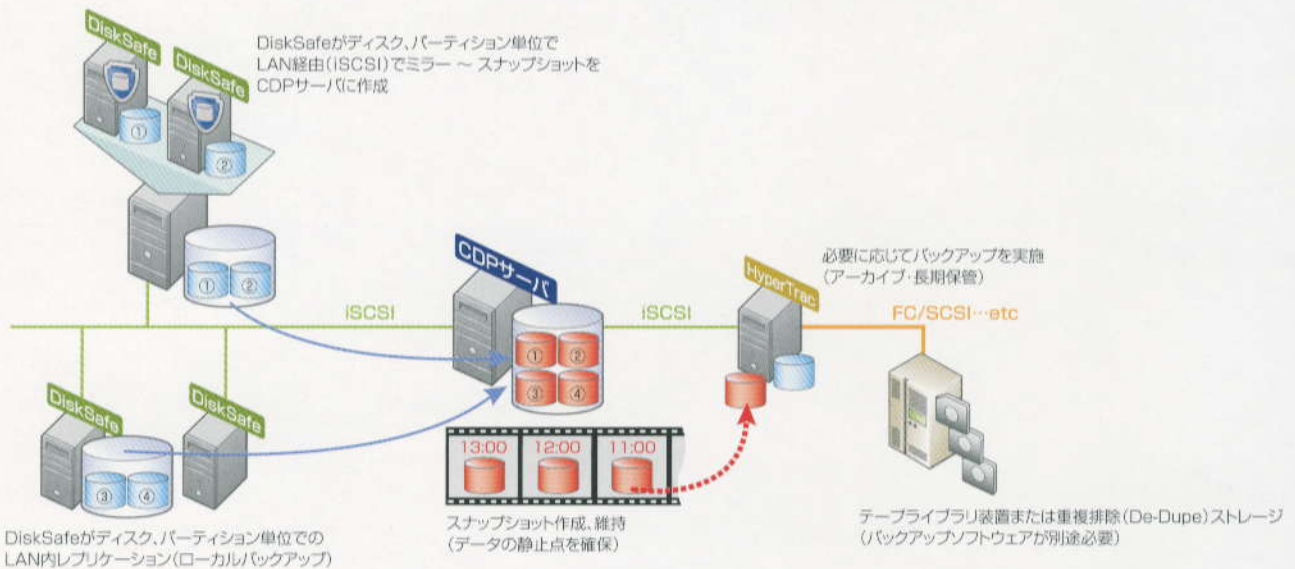 DiskSafe
DiskSafe
DiskSafeがディスク、パーティション単位で
LAN経由(iSCSI)でミラー ~ スナップショットを
CDPサーバに作成
①
②
①
②
CDPサーバ
iSCSI
iSCSI
①
②
③
④
HyperTrac
必要に応じてバックアップを実施
(アーカイブ・長期保管)
FC/SCSI…etc
DiskSafe
DiskSafe
③
④
DiskSafeがディスク、パーティション単位での
LAN内レプリケーション(ローカルバックアップ)
13:00
12:00
11:00
スナップショット作成、維持
(データの静止点を確保)
テープライブラリ装置または重複排除(De-Dupe)ストレージ
(バックアップソフトウェアが別途必要)